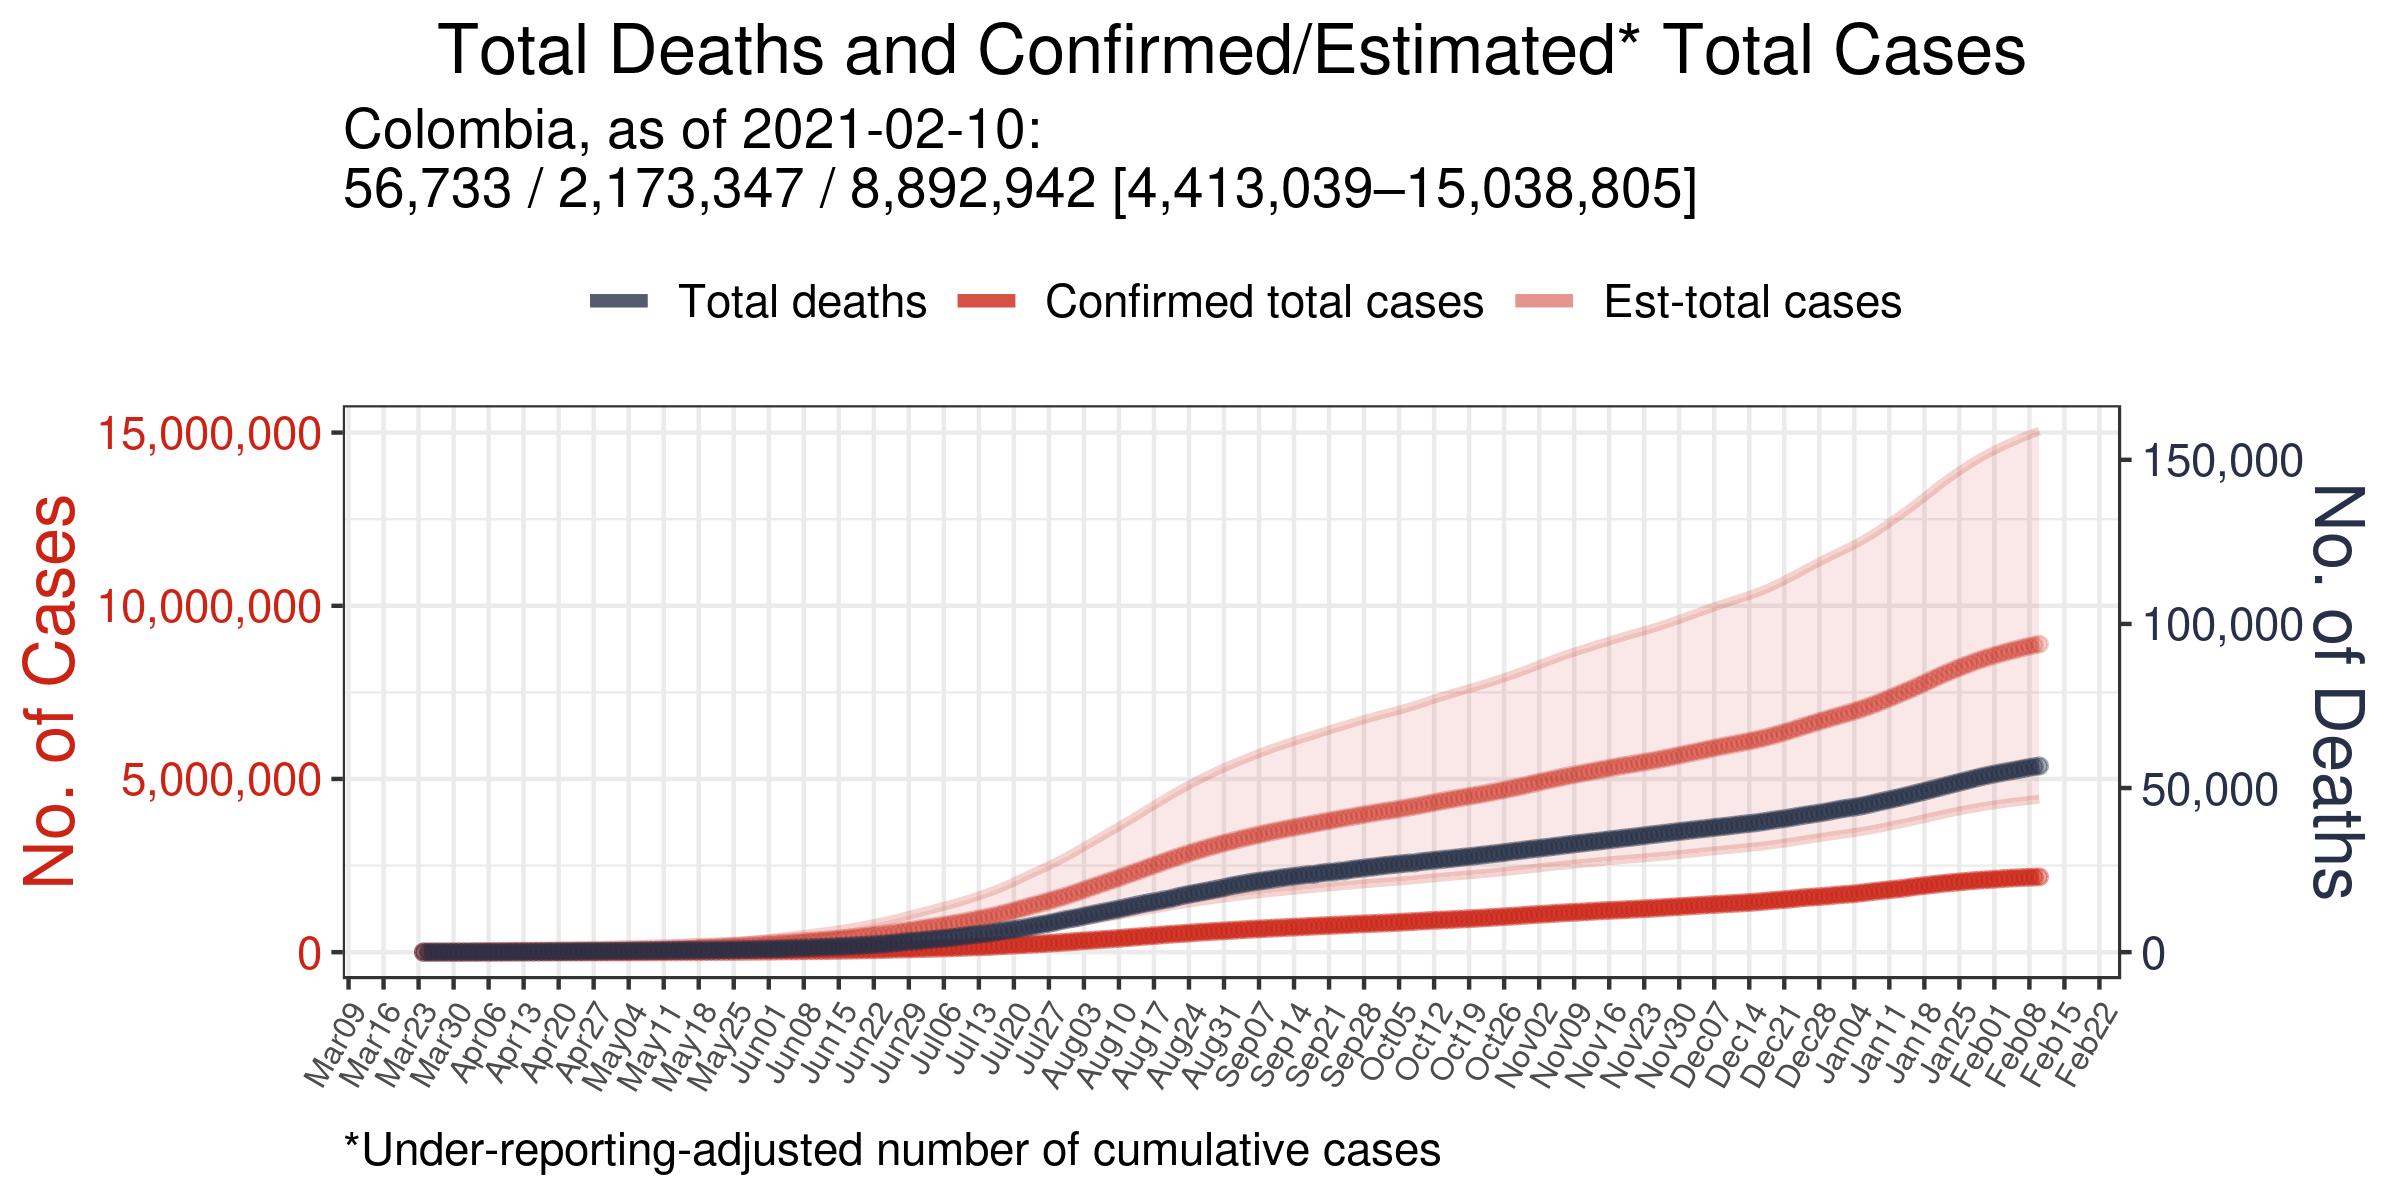 Total Deaths and Confirmed/Estimated* Total Cases
Colombia, as of 2021-02-10:
56,733 / 2,173,347 / 8,892,942 [4,413,039–15,038,805]
Total deaths
Confirmed total cases
Est-total cases
No. of Cases
15,000,000
10,000,000
5,000,000
0
150,000
100,000
50,000
0
No. of Deaths
Mar09
Mar16
Mar23
Mar30
Apr06
Apr13
Apr20
Apr27
May04
May11
May18
May25
Jun01
Jun08
Jun15
Jun22
Jun29
Jul06
Jul13
Jul20
Jul27
Aug03
Aug10
Aug17
Aug24
Aug31
Sep07
Sep14
Sep21
Sep28
Oct05
Oct12
Oct19
Oct26
Nov02
Nov09
Nov16
Nov23
Nov30
Dec07
Dec14
Dec21
Dec28
Jan04
Jan11
Jan18
Jan25
Feb01
Feb08
Feb15
Feb22
*Under-reporting-adjusted number of cumulative cases